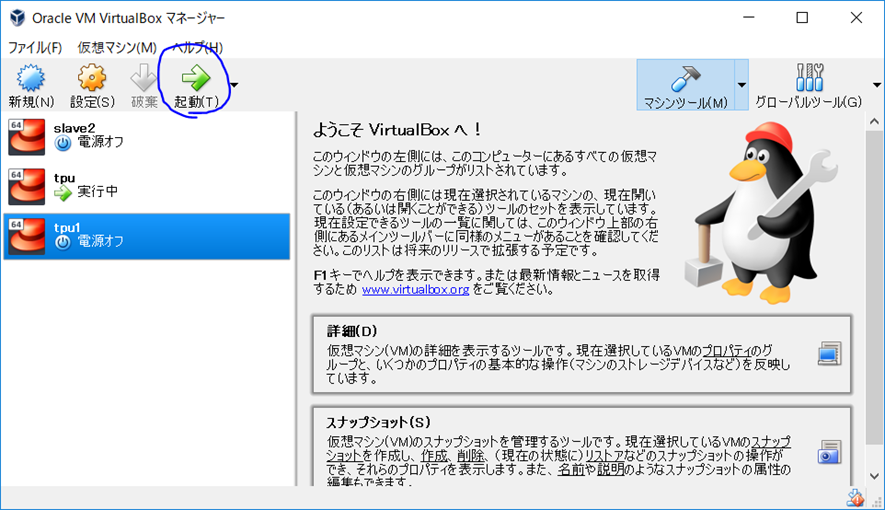 Oracle VM VirtualBox マネージャー
ファイル(F) 仮想マシン(M) ヘルプ(H)
新規(N) 設定(S) 破棄 起動(T) マシンツール(M) グローバルツール(G)
64 slave2
電源オフ
64 tpu
実行中
64 tpu1
電源オフ
ようこそ VirtualBox へ！
このウィンドウの左側には、このコンピューターにあるすべての仮想マ
シンと仮想マシンのグループがリストされています。
このウィンドウの右側には現在選択されているマシンの、現在開い
ている(あるいは開くことができる)ツールのセットを表示しています。
現在設定できるツールの一覧に関しては、このウィンドウ上部の右
側にあるメインツールバーに同様のメニューがあることを確認してくだ
さい。このリストは将来のリリースで拡張する予定です。
F1 キーでヘルプを表示できます。または最新情報とニュースを取得
するため www.virtualbox.org をご覧ください。
詳細(D)
仮想マシン(VM)の詳細を表示するツールです。現在選択しているVMのプロパティのグ
ループと、いくつかのプロパティの基本的な操作(マシンのストレージデバイスなど)を反映し
ています。
スナップショット(S)
仮想マシン(VM)のスナップショットを管理するツールです。現在選択しているVMのスナップ
ショットを作成し、作成、削除、(現在の状態に)リストアなどのスナップショットの操作が
でき、それらのプロパティを表示します。また、名前や説明のようなスナップショットの属性の
編集もできます。